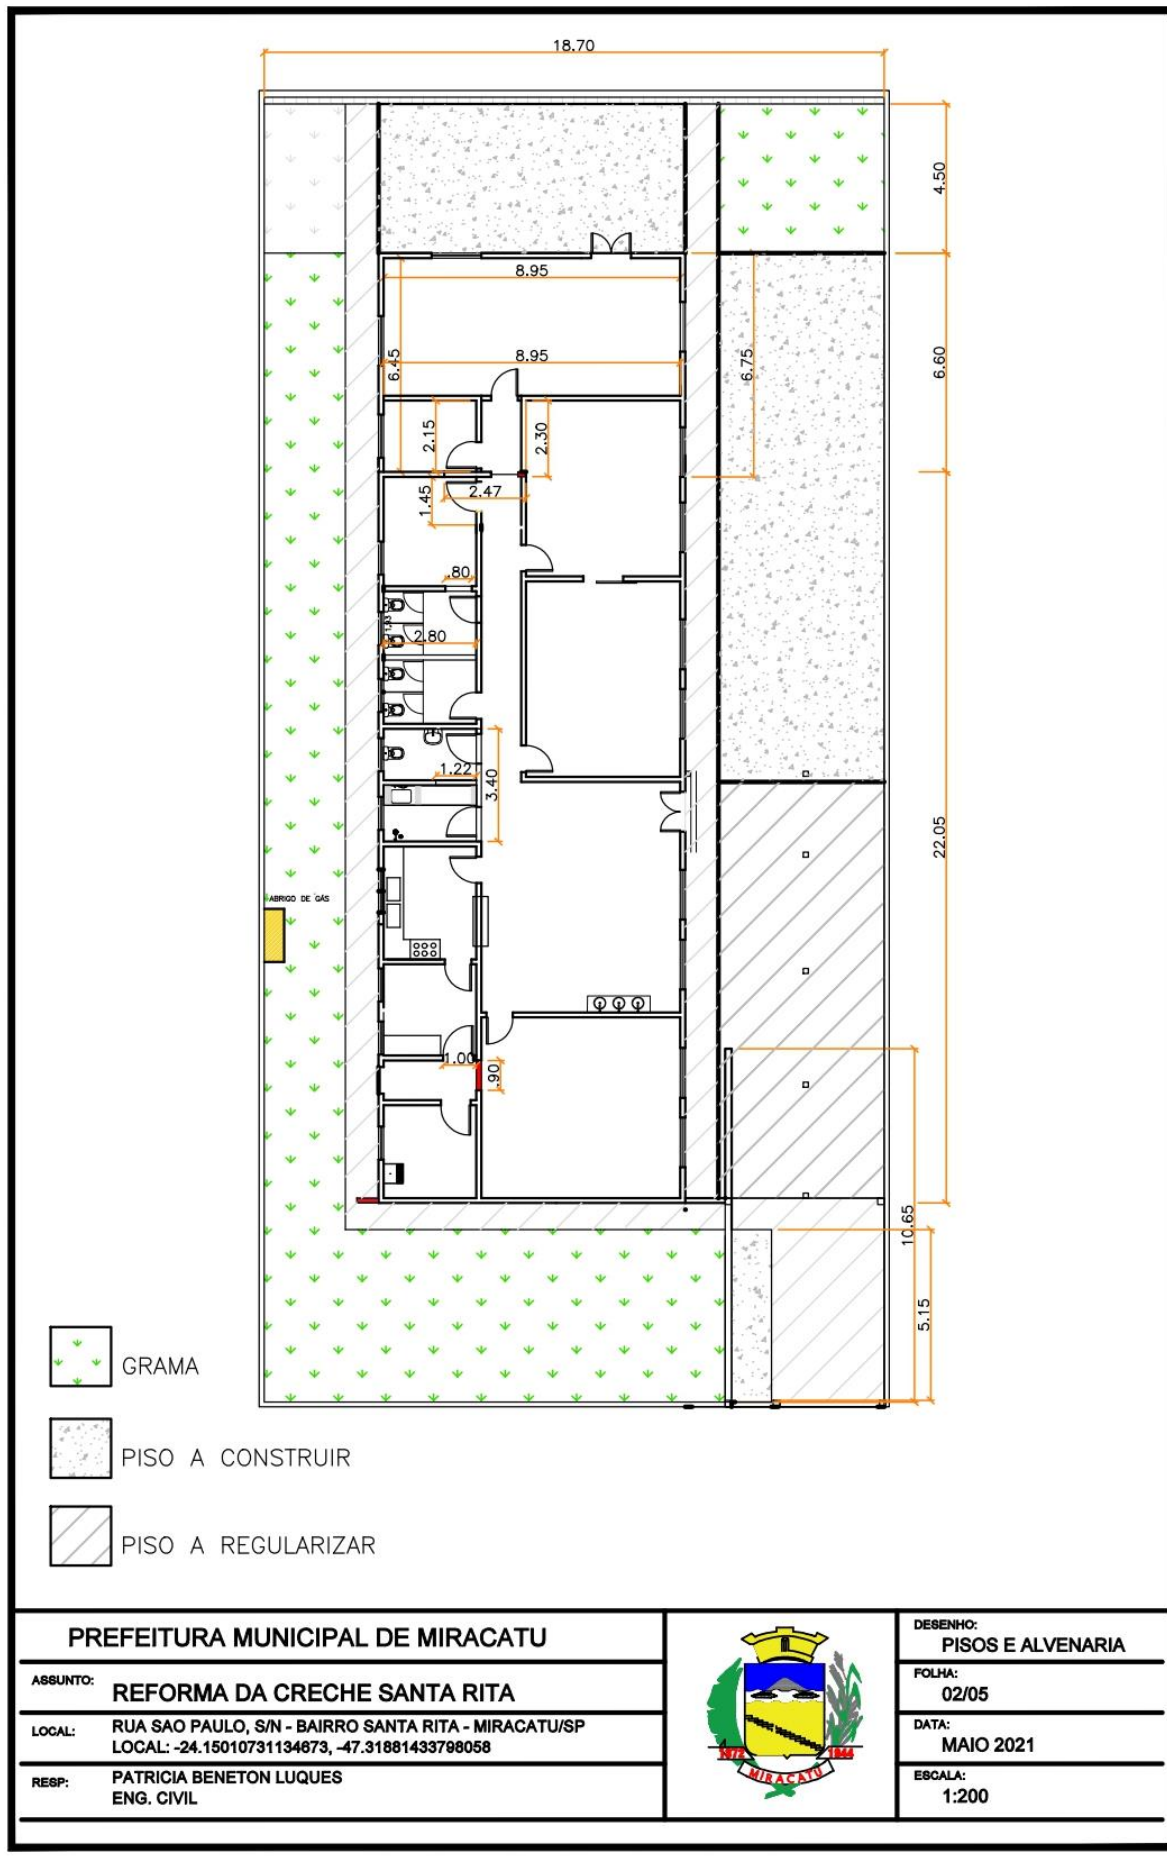 18.70
4.50
8.95
6.45
8.95
6.75
6.60
2.15
2.30
1.45
2.47
.80
1.93
2.80
1.22
3.40
22.05
ABRIGO DE GÁS
1.00
.90
10.65
5.15
GRAMA
PISO A CONSTRUIR
PISO A REGULARIZAR
PREFEITURA MUNICIPAL DE MIRACATU
ASSUNTO: REFORMA DA CRECHE SANTA RITA
LOCAL: RUA SAO PAULO, S/N - BAIRRO SANTA RITA - MIRACATU/SP
LOCAL: -24.15010731134673, -47.31881433798058
RESP: PATRICIA BENETON LUQUES
ENG. CIVIL
1872 1944
MIRACATU
DESENHO:
PISOS E ALVENARIA
FOLHA:
02/05
DATA:
MAIO 2021
ESCALA:
1:200